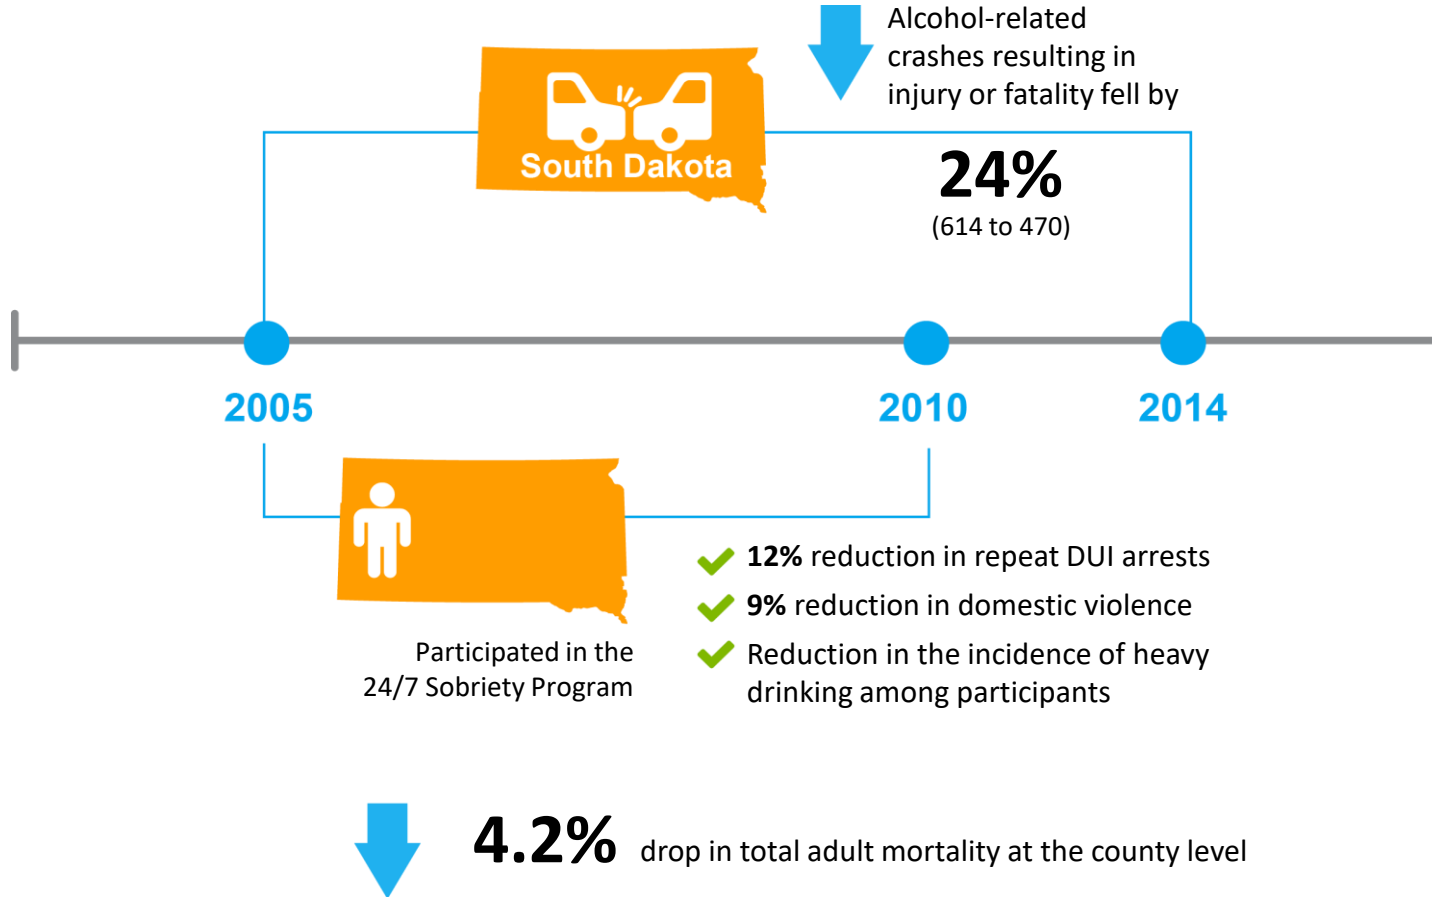 Alcohol-related
crashes resulting in
injury or fatality fell by
South Dakota
24%
(614 to 470)
2005
2010
2014
Participated in the
24/7 Sobriety Program
12% reduction in repeat DUI arrests
9% reduction in domestic violence
Reduction in the incidence of heavy
drinking among participants
4.2% drop in total adult mortality at the county level